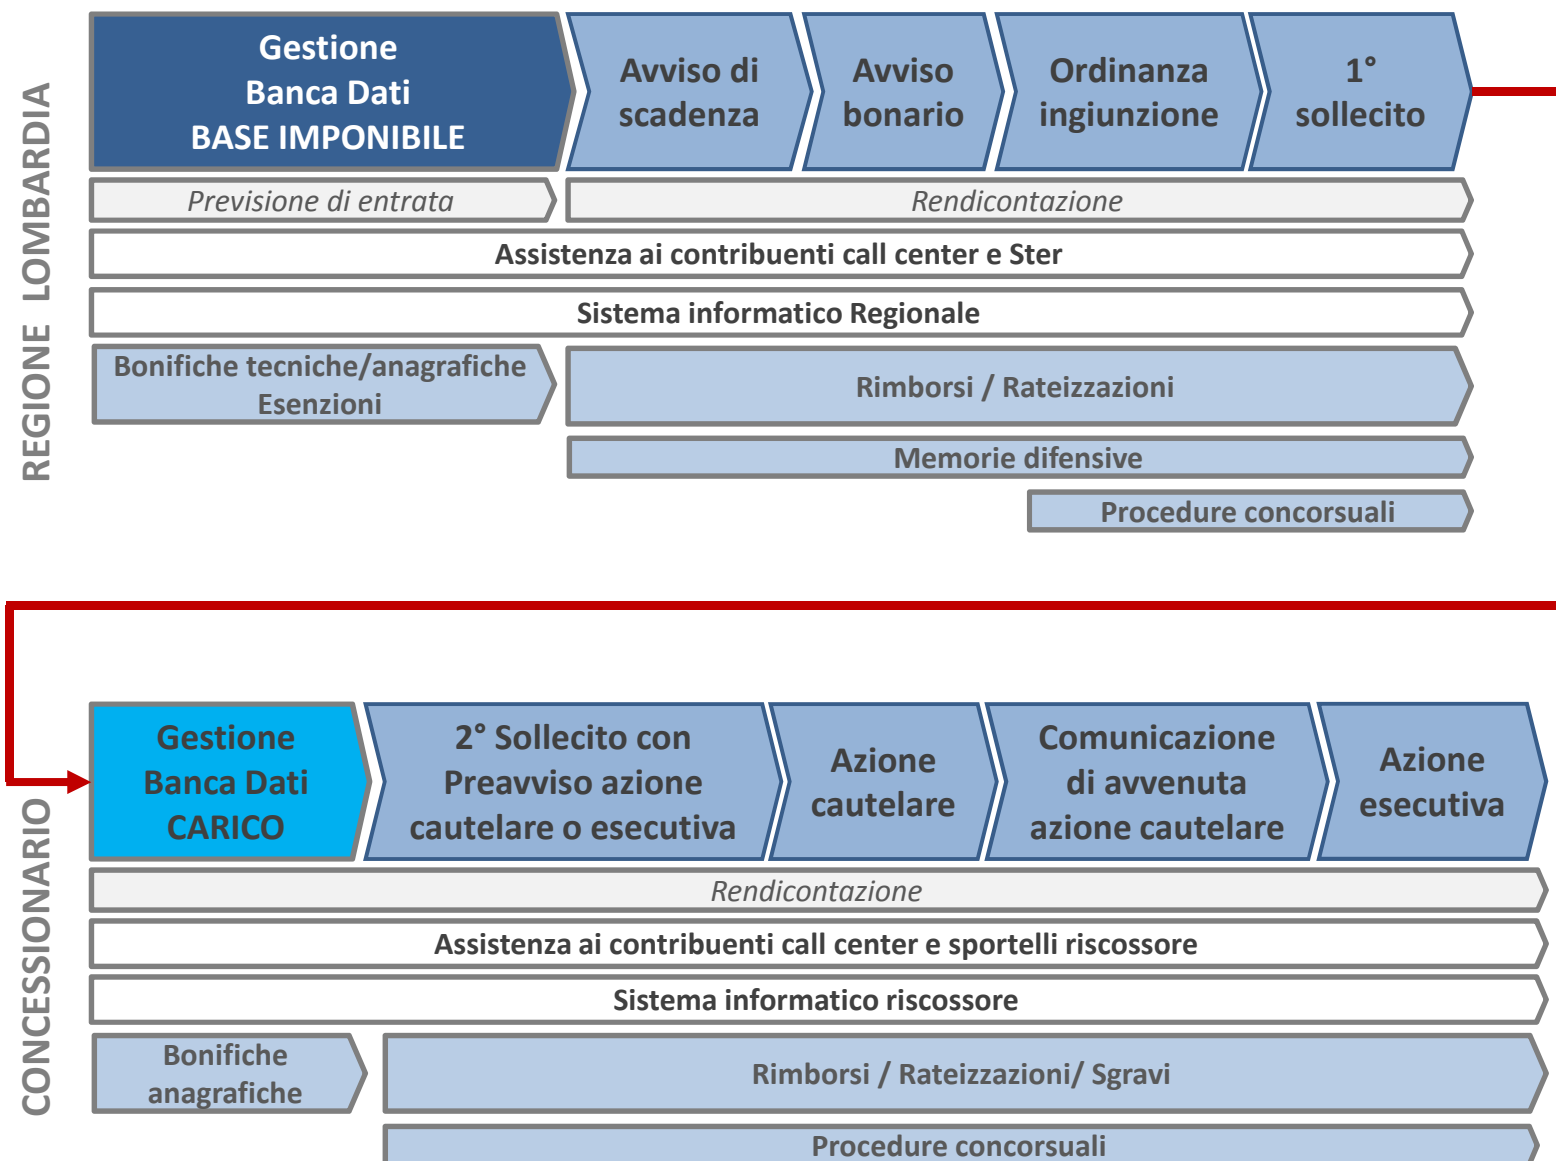 REGIONE LOMBARDIA
Gestione
Banca Dati
BASE IMPONIBILE
Avviso di
scadenza
Avviso
bonario
Ordinanza
ingiunzione
1°
sollecito
Previsione di entrata
Rendicontazione
Assistenza ai contribuenti call center e Ster
Sistema informatico Regionale
Bonifiche tecniche/anagrafiche
Esenzioni
Rimborsi / Rateizzazioni
Memorie difensive
Procedure concorsuali
CONCESSIONARIO
Gestione
Banca Dati
CARICO
2° Sollecito con
Preavviso azione
cautelare o esecutiva
Azione
cautelare
Comunicazione
di avvenuta
azione cautelare
Azione
esecutiva
Rendicontazione
Assistenza ai contribuenti call center e sportelli riscossore
Sistema informatico riscossore
Bonifiche
anagrafiche
Rimborsi / Rateizzazioni/ Sgravi
Procedure concorsuali